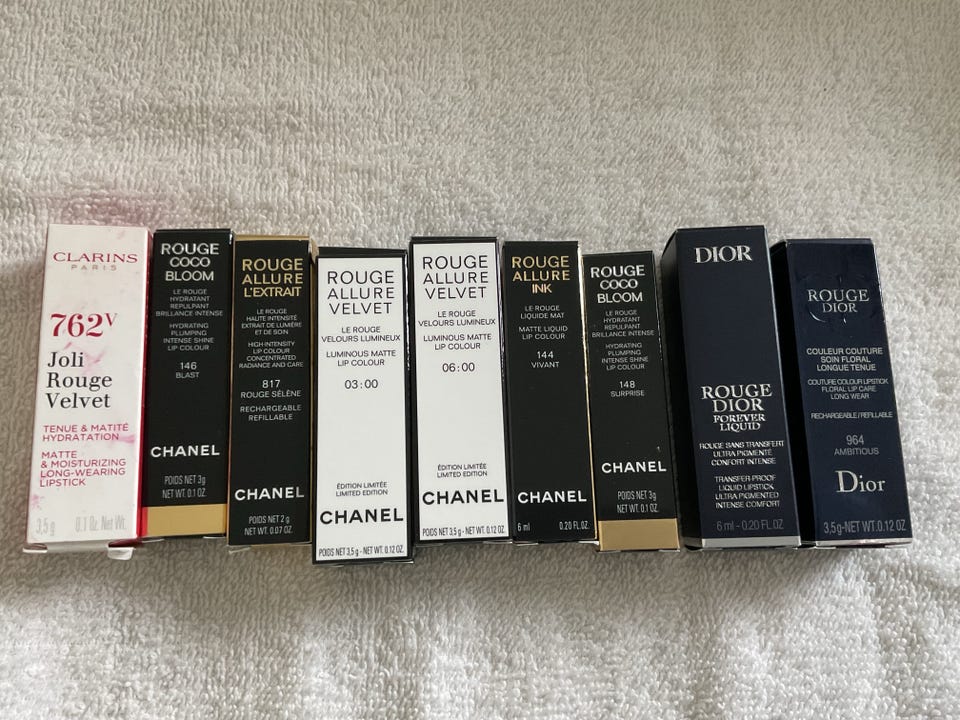 CLARINS
PARIS
762V
Joli
Rouge
Velvet
TENUE & MATITÉ
HYDRATATION
MATTE
& MOISTURIZING
LONG-WEARING
LIPSTICK
3,5 g 0.1 Oz. Net Wt.
ROUGE
COCO
BLOOM
LE ROUGE
HYDRATANT
REPULPANT
BRILLANCE INTENSE
HYDRATING
PLUMPING
INTENSE SHINE
LIP COLOUR
146
BLAST
CHANEL
POIDS NET 3g
NET WT. 0.1 OZ.
ROUGE
ALLURE
L'EXTRAIT
LE ROUGE
HAUTE INTENSITÉ
EXTRAIT DE LUMIÈRE
ET DE SOIN
HIGH-INTENSITY
LIP COLOUR
CONCENTRATED
RADIANCE AND CARE
817
ROUGE SÉLÈNE
RECHARGEABLE
REFILLABLE
CHANEL
POIDS NET 2 g
NET WT. 0.07 OZ.
ROUGE
ALLURE
VELVET
LE ROUGE
VELOURS LUMINEUX
LUMINOUS MATTE
LIP COLOUR
03:00
ÉDITION LIMITÉE
LIMITED EDITION
CHANEL
POIDS NET 3,5 g - NET WT. 0.12 OZ.
ROUGE
ALLURE
VELVET
LE ROUGE
VELOURS LUMINEUX
LUMINOUS MATTE
LIP COLOUR
06:00
ÉDITION LIMITÉE
LIMITED EDITION
CHANEL
POIDS NET 3,5 g - NET WT. 0.12 OZ.
ROUGE
ALLURE
INK
LE ROUGE
LIQUIDE MAT
MATTE LIQUID
LIP COLOUR
144
VIVANT
CHANEL
6 ml 0.20 FL.OZ.
ROUGE
COCO
BLOOM
LE ROUGE
HYDRATANT
REPULPANT
BRILLANCE INTENSE
HYDRATING
PLUMPING
INTENSE SHINE
LIP COLOUR
148
SURPRISE
CHANEL
POIDS NET 3g
NET WT. 0.1 OZ.
DIOR
ROUGE
DIOR
FOREVER
LIQUID
ROUGE SANS TRANSFERT
ULTRA PIGMENTÉ
CONFORT INTENSE
TRANSFER-PROOF
LIQUID LIPSTICK
ULTRA PIGMENTED
INTENSE COMFORT
6 ml - 0.20 FL.OZ.
ROUGE
DIOR
COULEUR COUTURE
SOIN FLORAL
LONGUE TENUE
COUTURE COLOUR LIPSTICK
FLORAL LIP CARE
LONG WEAR
RECHARGEABLE / REFILLABLE
964
AMBITIOUS
Dior
3,5g-NET WT.0.12 OZ.